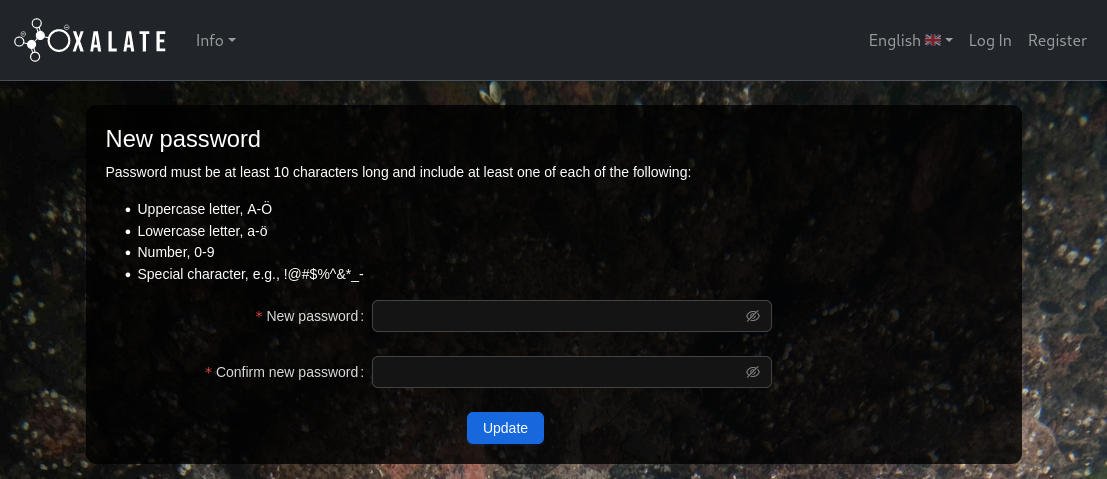 OXALATE
Info
English
Log In
Register
New password
Password must be at least 10 characters long and include at least one of each of the following:
Uppercase letter, A-Ö
Lowercase letter, a-ö
Number, 0-9
Special character, e.g., !@#$%^&*_-
* New password:
* Confirm new password:
Update